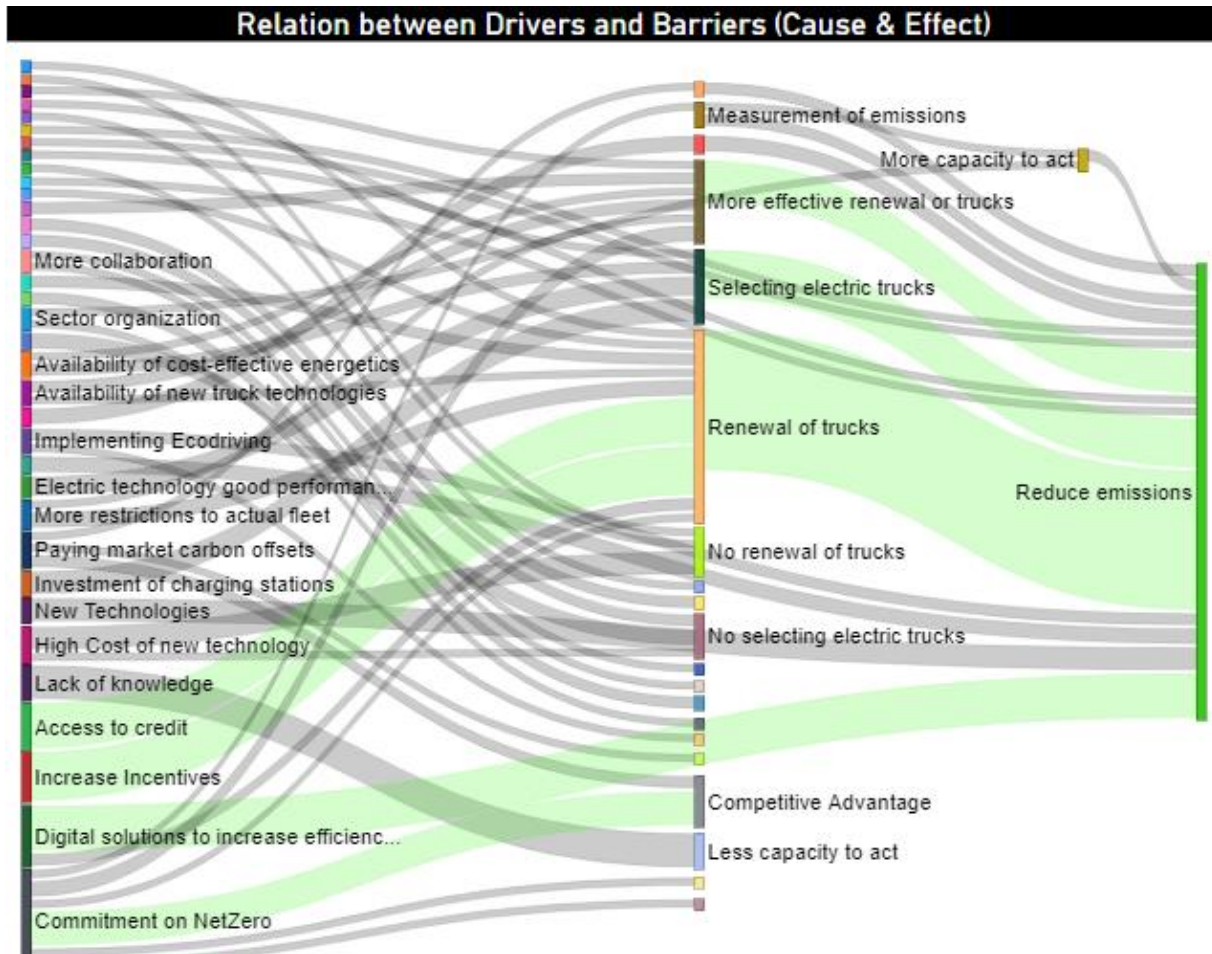 Relation between Drivers and Barriers (Cause & Effect)
More collaboration
Sector organization
Availability of cost-effective energetics
Availability of new truck technologies
Implementing Ecodriving
Electric technology good performan...
More restrictions to actual fleet
Paying market carbon offsets
Investment of charging stations
New Technologies
High Cost of new technology
Lack of knowledge
Access to credit
Increase Incentives
Digital solutions to increase efficienc...
Commitment on NetZero
Measurement of emissions
More effective renewal or trucks
Selecting electric trucks
Renewal of trucks
No renewal of trucks
No selecting electric trucks
Competitive Advantage
Less capacity to act
More capacity to act
Reduce emissions